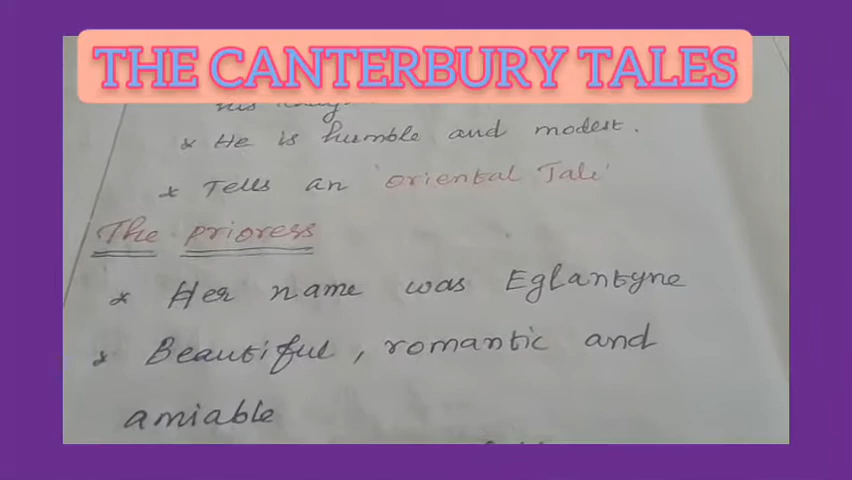 THE CANTERBURY TALES
* He is humble and modest.
* Tells an 'oriental Tale'
The prioress
* Her name was Eglantyne
* Beautiful, romantic and
amiable